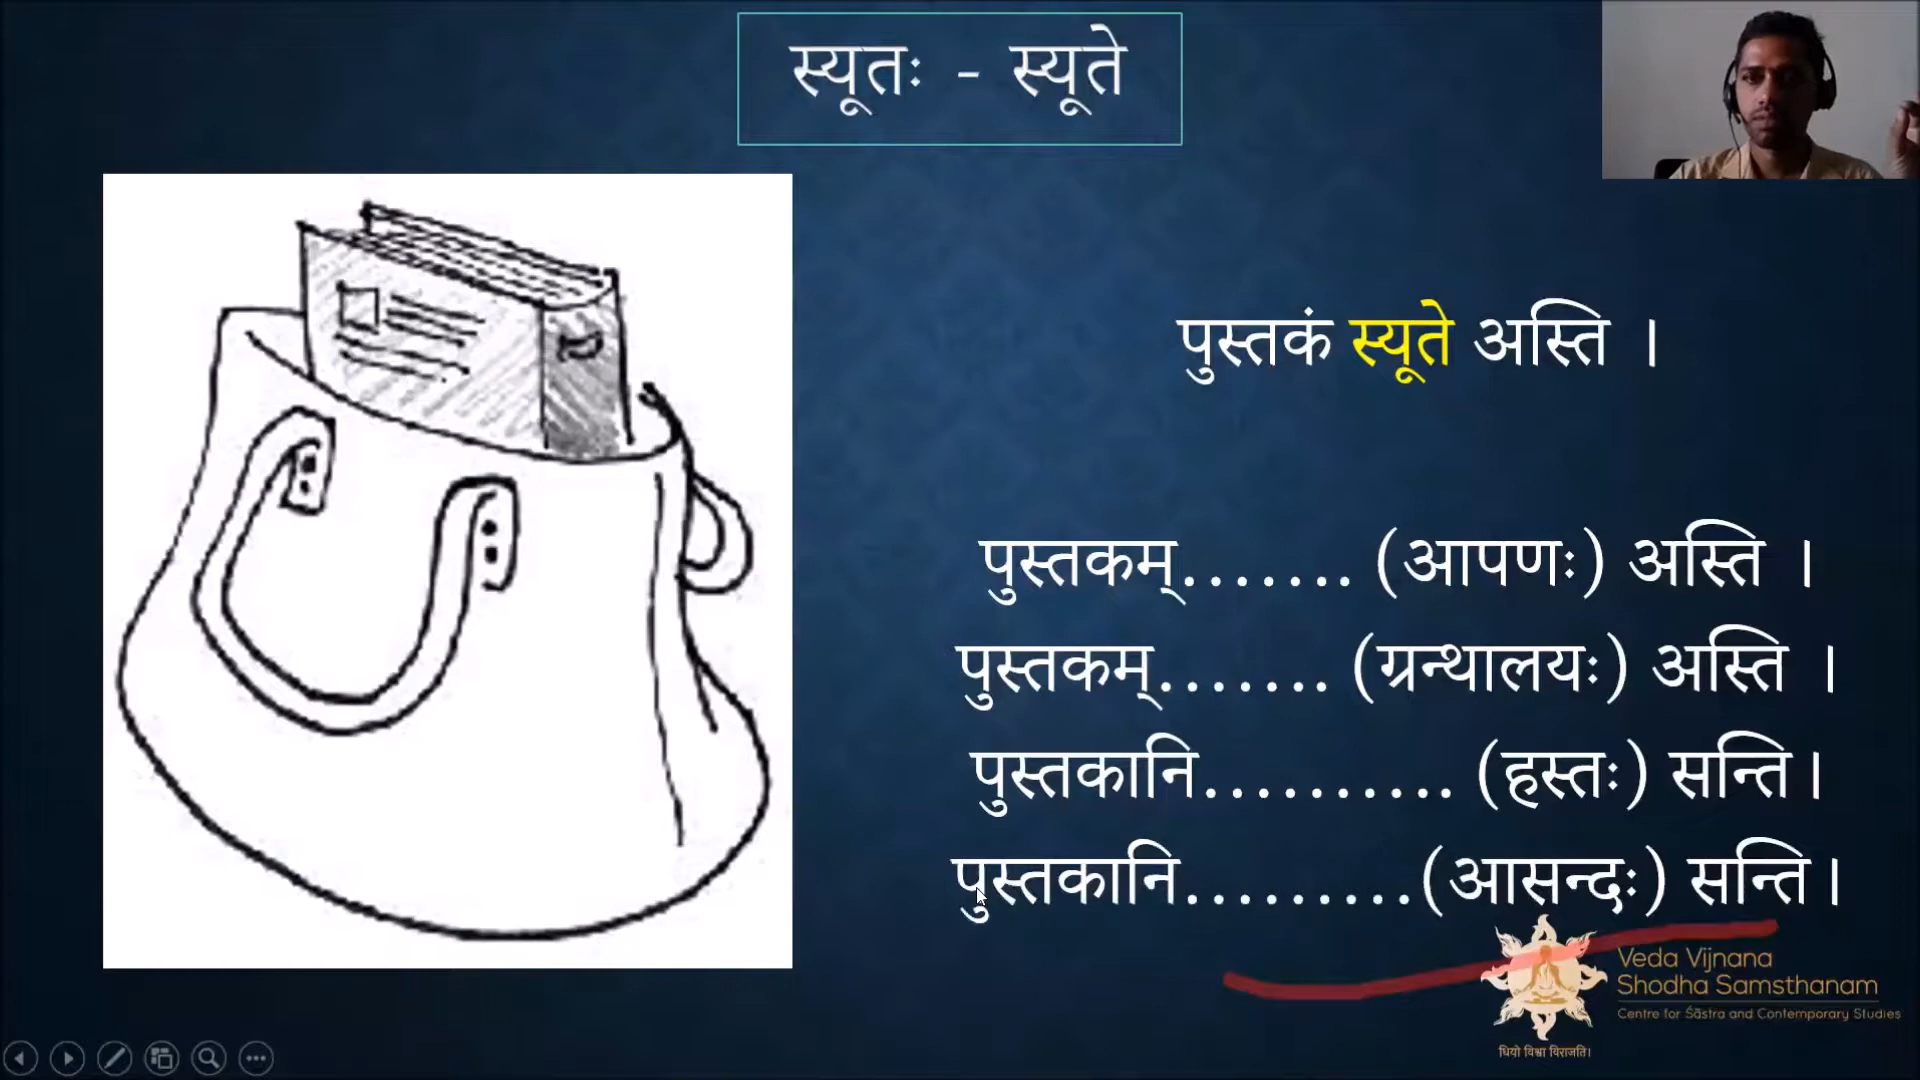 स्यूतः - स्यूते
पुस्तकं स्यूते अस्ति ।
पुस्तकम्....... (आपणः) अस्ति ।
पुस्तकम्....... (ग्रन्थालयः) अस्ति ।
पुस्तकानि.......... (हस्तः) सन्ति।
पुस्तकानि.........(आसन्दः) सन्ति।
Veda Vijnana
Shodha Samsthanam
Centre for Śāstra and Contemporary Studies
धियो विश्वा विराजति।